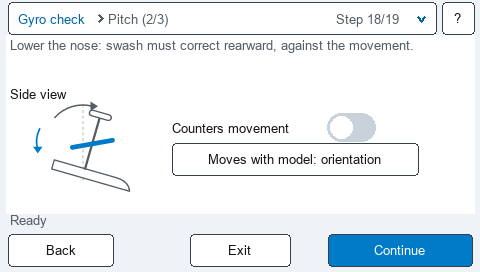 Gyro check > Pitch (2/3) Step 18/19 ?
Lower the nose: swash must correct rearward, against the movement.
Side view
Counters movement
Moves with model: orientation
Ready
Back Exit Continue